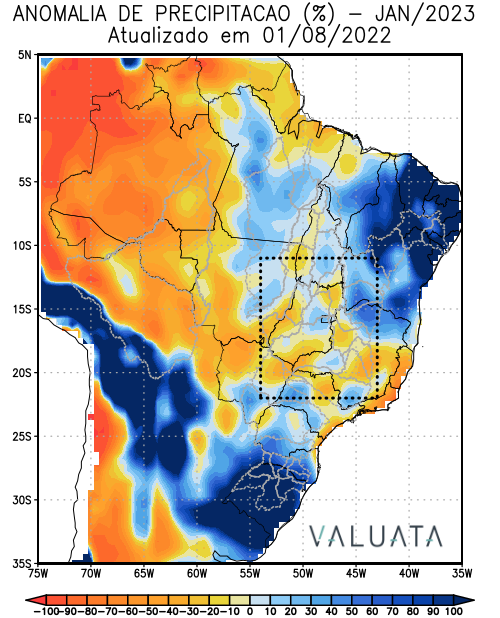 ANOMALIA DE PRECIPITACAO (%) – JAN/2023
Atualizado em 01/08/2022
5N
EQ
5S
10S
15S
20S
25S
30S
35S
VALUATA
75W 70W 65W 60W 55W 50W 45W 40W 35W
-100 -90 -80 -70 -60 -50 -40 -30 -20 -10 0 10 20 30 40 50 60 70 80 90 100